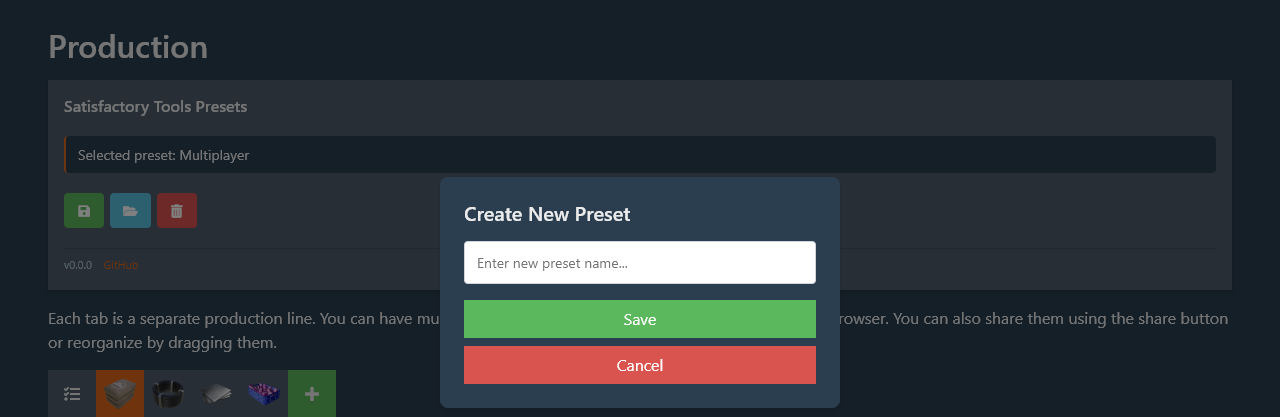 Production
Satisfactory Tools Presets
Selected preset: Multiplayer
Create New Preset
Enter new preset name...
Save
Cancel
v0.0.0 GitHub
Each tab is a separate production line. You can have mu
rowser. You can also share them using the share button
or reorganize by dragging them.